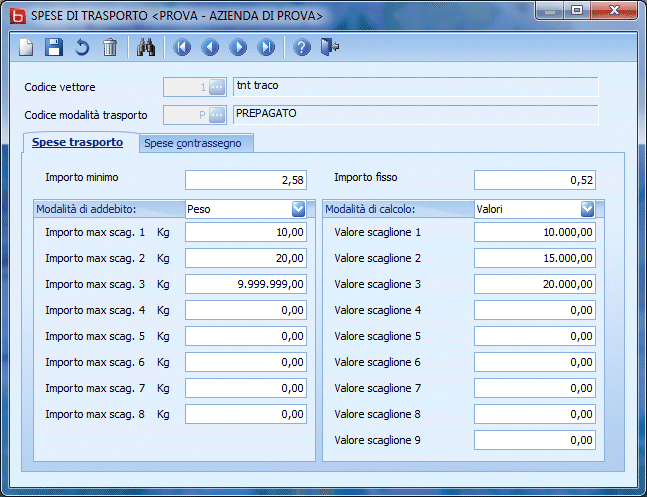 SPESE DI TRASPORTO <PROVA - AZIENDA DI PROVA>
Codice vettore 1 ... tnt traco
Codice modalità trasporto P ... PREPAGATO
Spese trasporto Spese contrassegno
Importo minimo 2,58 Importo fisso 0,52
Modalità di addebito: Peso Modalità di calcolo: Valori
Importo max scag. 1 Kg 10,00 Valore scaglione 1 10.000,00
Importo max scag. 2 Kg 20,00 Valore scaglione 2 15.000,00
Importo max scag. 3 Kg 9.999.999,00 Valore scaglione 3 20.000,00
Importo max scag. 4 Kg 0,00 Valore scaglione 4 0,00
Importo max scag. 5 Kg 0,00 Valore scaglione 5 0,00
Importo max scag. 6 Kg 0,00 Valore scaglione 6 0,00
Importo max scag. 7 Kg 0,00 Valore scaglione 7 0,00
Importo max scag. 8 Kg 0,00 Valore scaglione 8 0,00
Valore scaglione 9 0,00